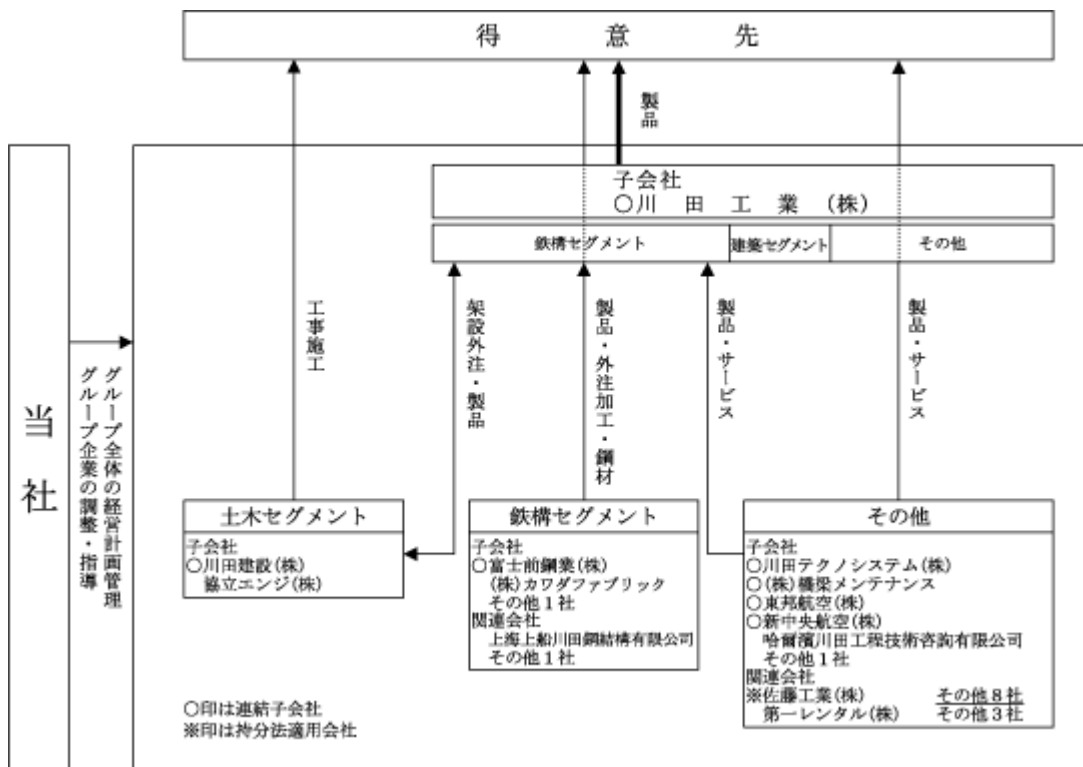 得意先
製品
子会社
○川田工業(株)
鉄構セグメント
建築セグメント
その他
工事施工
架設外注・製品
製品・外注加工・鋼材
製品・サービス
製品・サービス
当社
グループ全体の経営計画管理
グループ企業の調整・指導
土木セグメント
子会社
○川田建設(株)
協立エンジ(株)
鉄構セグメント
子会社
○富士前鋼業(株)
(株)カワダファブリック
その他1社
関連会社
上海上船川田鋼結構有限公司
その他1社
その他
子会社
○川田テクノシステム(株)
○(株)橋梁メンテナンス
○東邦航空(株)
○新中央航空(株)
哈爾濱川田工程技術咨詢有限公司
その他1社
関連会社
※佐藤工業(株) その他8社
第一レンタル(株) その他3社
○印は連結子会社
※印は持分法適用会社